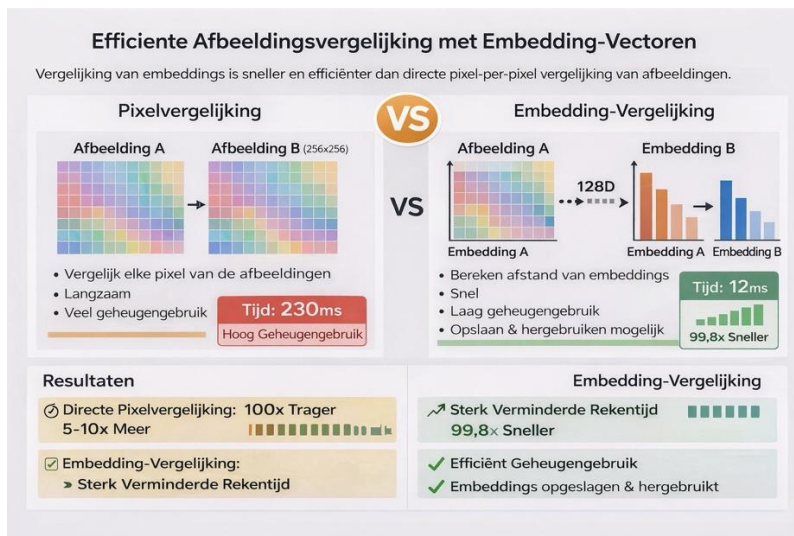 Efficiente Afbeeldingsvergelijking met Embedding-Vectoren
Vergelijking van embeddings is sneller en efficiënter dan directe pixel-per-pixel vergelijking van afbeeldingen.
Pixelvergelijking
VS
Embedding-Vergelijking
Afbeelding A
Afbeelding B (256x256)
VS
Afbeelding A
Embedding B
128D
Embedding A
Embedding A
Embedding B
• Vergelijk elke pixel van de afbeeldingen
• Langzaam
• Veel geheugengebruik
Tijd: 230ms
Hoog Geheugengebruik
• Bereken afstand van embeddings
• Snel
• Laag geheugengebruik
• Opslaan & hergebruiken mogelijk
Tijd: 12ms
99,8x Sneller
Resultaten
Directe Pixelvergelijking: 100x Trager
5-10x Meer
Embedding-Vergelijking:
Sterk Verminderde Rekentijd
Embedding-Vergelijking
Sterk Verminderde Rekentijd
99,8x Sneller
Efficiënt Geheugengebruik
Embeddings opgeslagen & hergebruikt